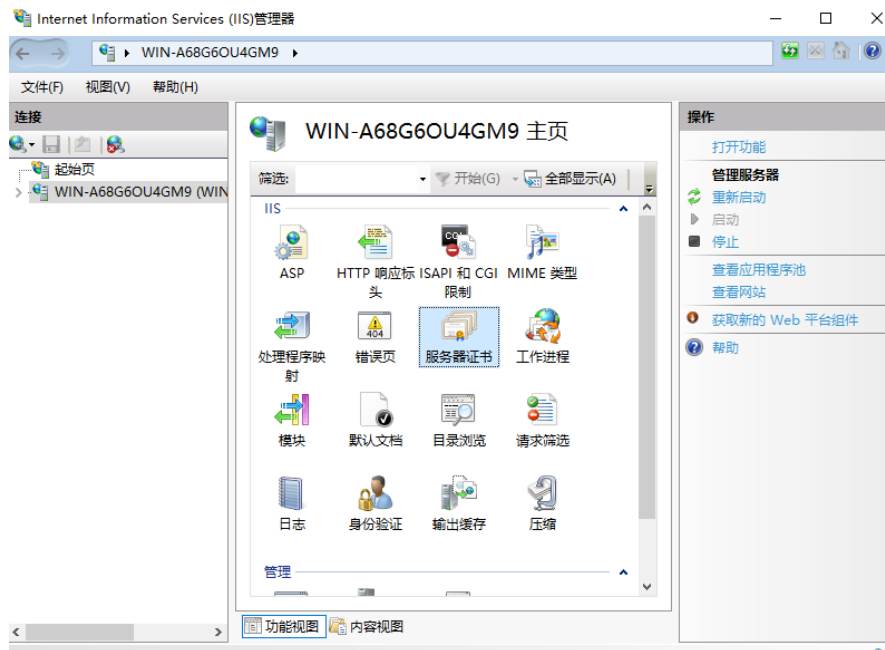 Internet Information Services (IIS)管理器
WIN-A68G6OU4GM9
文件(F) 视图(V) 帮助(H)
连接
起始页
WIN-A68G6OU4GM9 (WIN
WIN-A68G6OU4GM9 主页
筛选: 开始(G) 全部显示(A)
IIS
ASP HTTP 响应标头 ISAPI 和 CGI 限制 MIME 类型
处理程序映射 错误页 服务器证书 工作进程
404
CGI
模块 默认文档 目录浏览 请求筛选
日志 身份验证 输出缓存 压缩
管理
功能视图 内容视图
操作
打开功能
管理服务器
重新启动
启动
停止
查看应用程序池
查看网站
获取新的 Web 平台组件
帮助